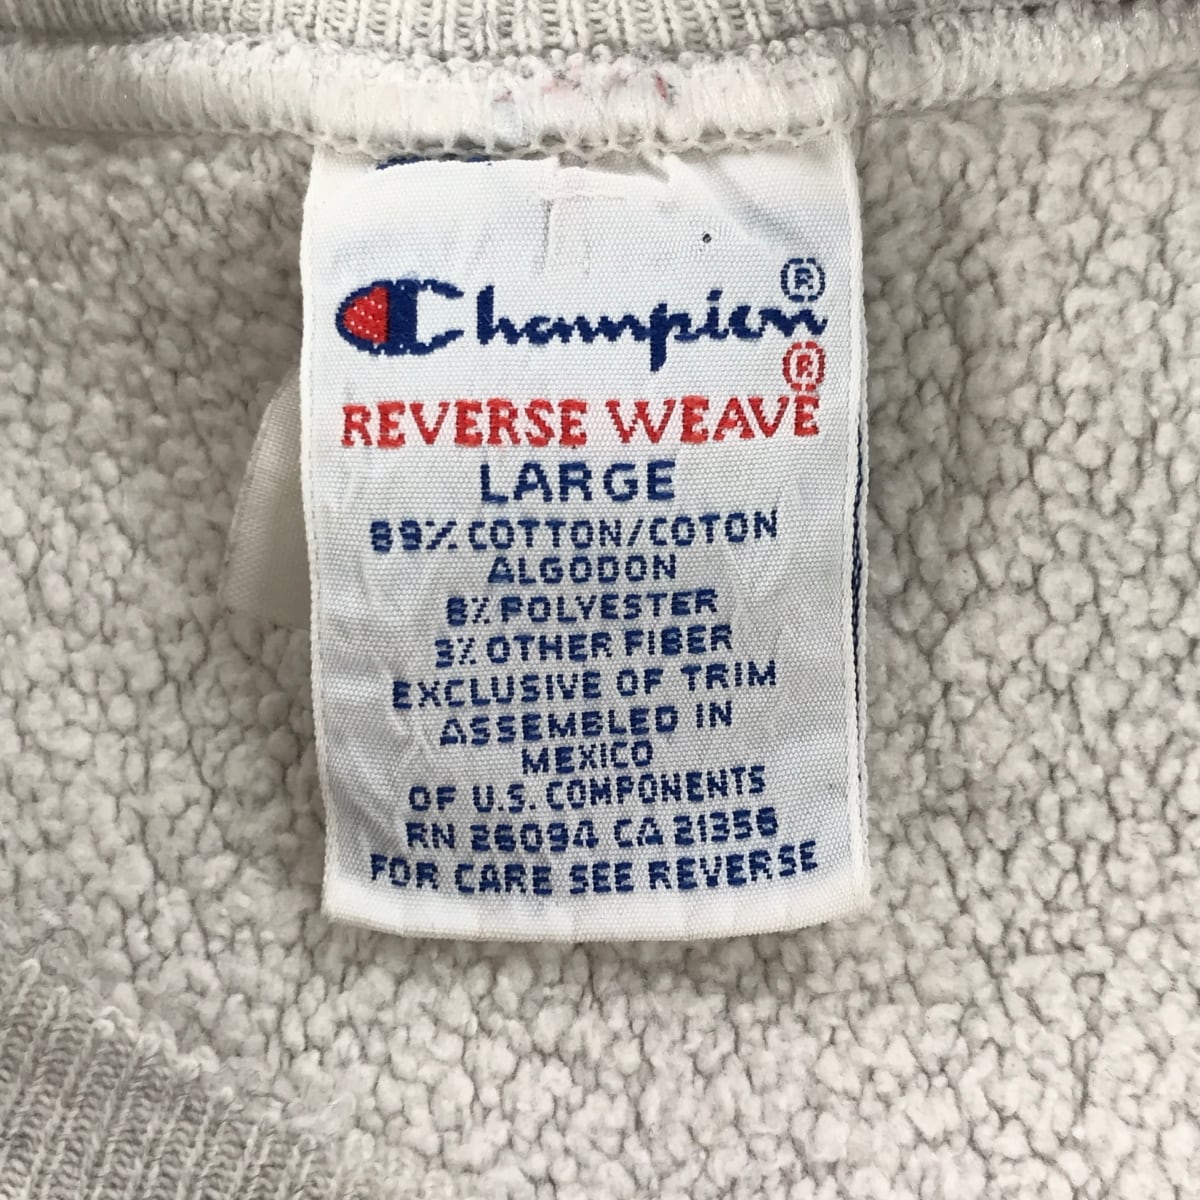 Champion®
REVERSE WEAVE®
LARGE
89% COTTON/COTON
ALGODON
8% POLYESTER
3% OTHER FIBER
EXCLUSIVE OF TRIM
ASSEMBLED IN
MEXICO
OF U.S. COMPONENTS
RN 26094 CA 21356
FOR CARE SEE REVERSE